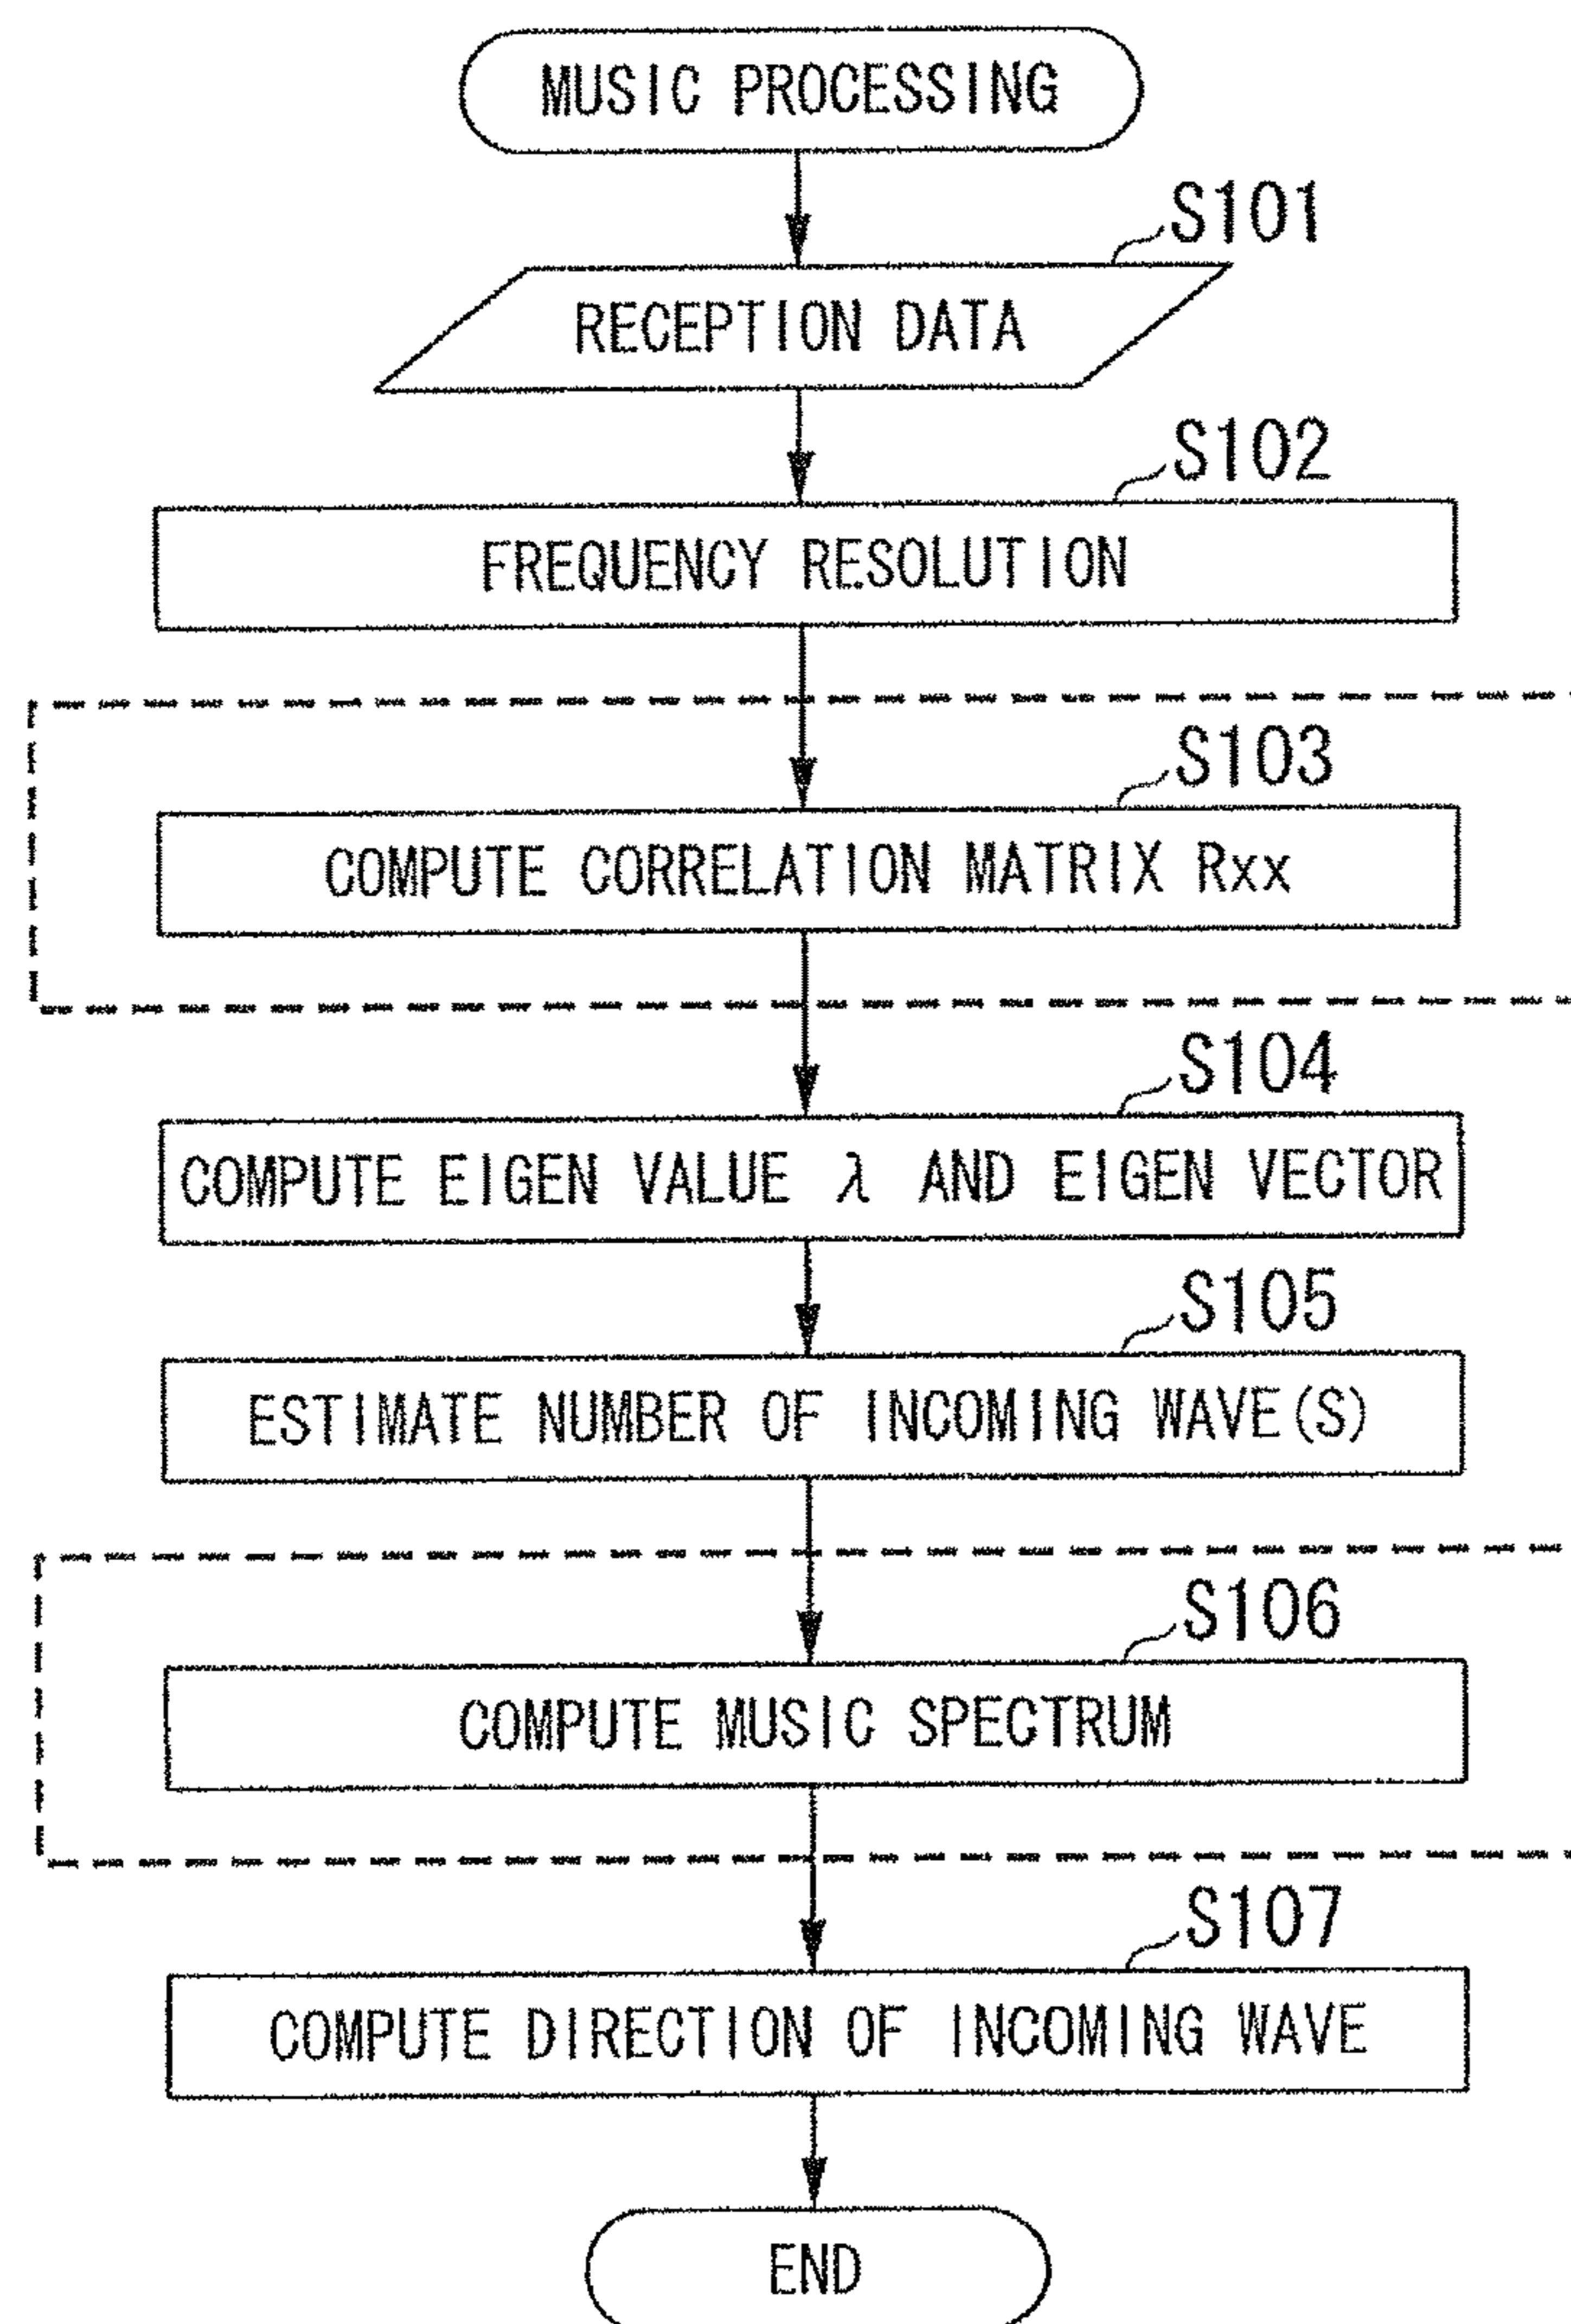 MUSIC PROCESSING
S101
RECEPTION DATA
S102
FREQUENCY RESOLUTION
S103
COMPUTE CORRELATION MATRIX Rxx
S104
COMPUTE EIGEN VALUE λ AND EIGEN VECTOR
S105
ESTIMATE NUMBER OF INCOMING WAVE(S)
S106
COMPUTE MUSIC SPECTRUM
S107
COMPUTE DIRECTION OF INCOMING WAVE
END